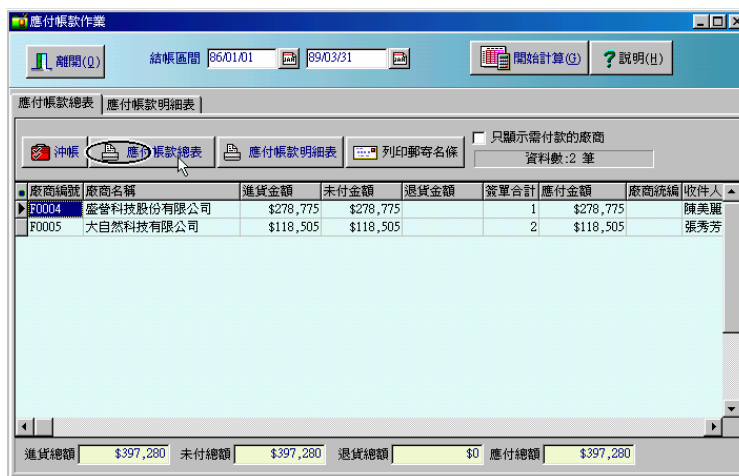 應付帳款作業
離開(Q) 結帳區間 86/01/01 89/03/31 開始計算(G) 說明(H)
應付帳款總表 應付帳款明細表
沖帳 應付帳款總表 應付帳款明細表 列印郵寄名條 只顯示需付款的廠商
資料數:2 筆
廠商編號 廠商名稱 進貨金額 未付金額 退貨金額 簽單合計 應付金額 廠商統編 收件人
F0004 盛營科技股份有限公司 $278,775 $278,775 1 $278,775 陳美麗
F0005 大自然科技有限公司 $118,505 $118,505 2 $118,505 張秀芳
進貨總額 $397,280 未付總額 $397,280 退貨總額 $0 應付總額 $397,280